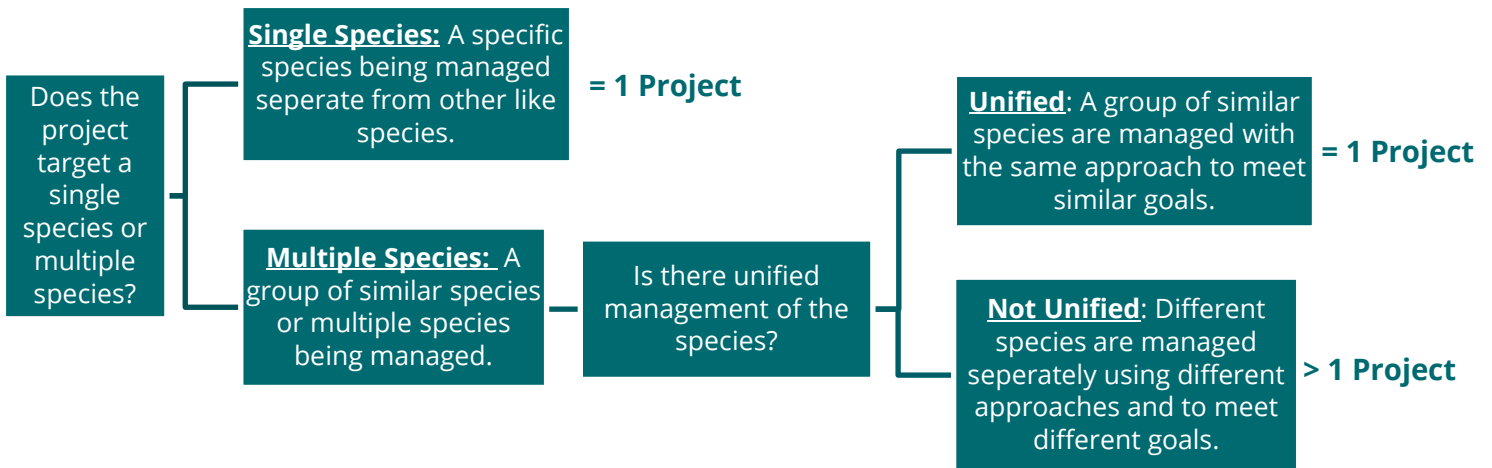 Does the
project
target a
single
species or
multiple
species?
Single Species: A specific
species being managed
seperate from other like
species.
= 1 Project
Multiple Species: A
group of similar species
or multiple species
being managed.
Is there unified
management of the
species?
Unified: A group of similar
species are managed with
the same approach to meet
similar goals.
= 1 Project
Not Unified: Different
species are managed
seperately using different
approaches and to meet
different goals.
> 1 Project